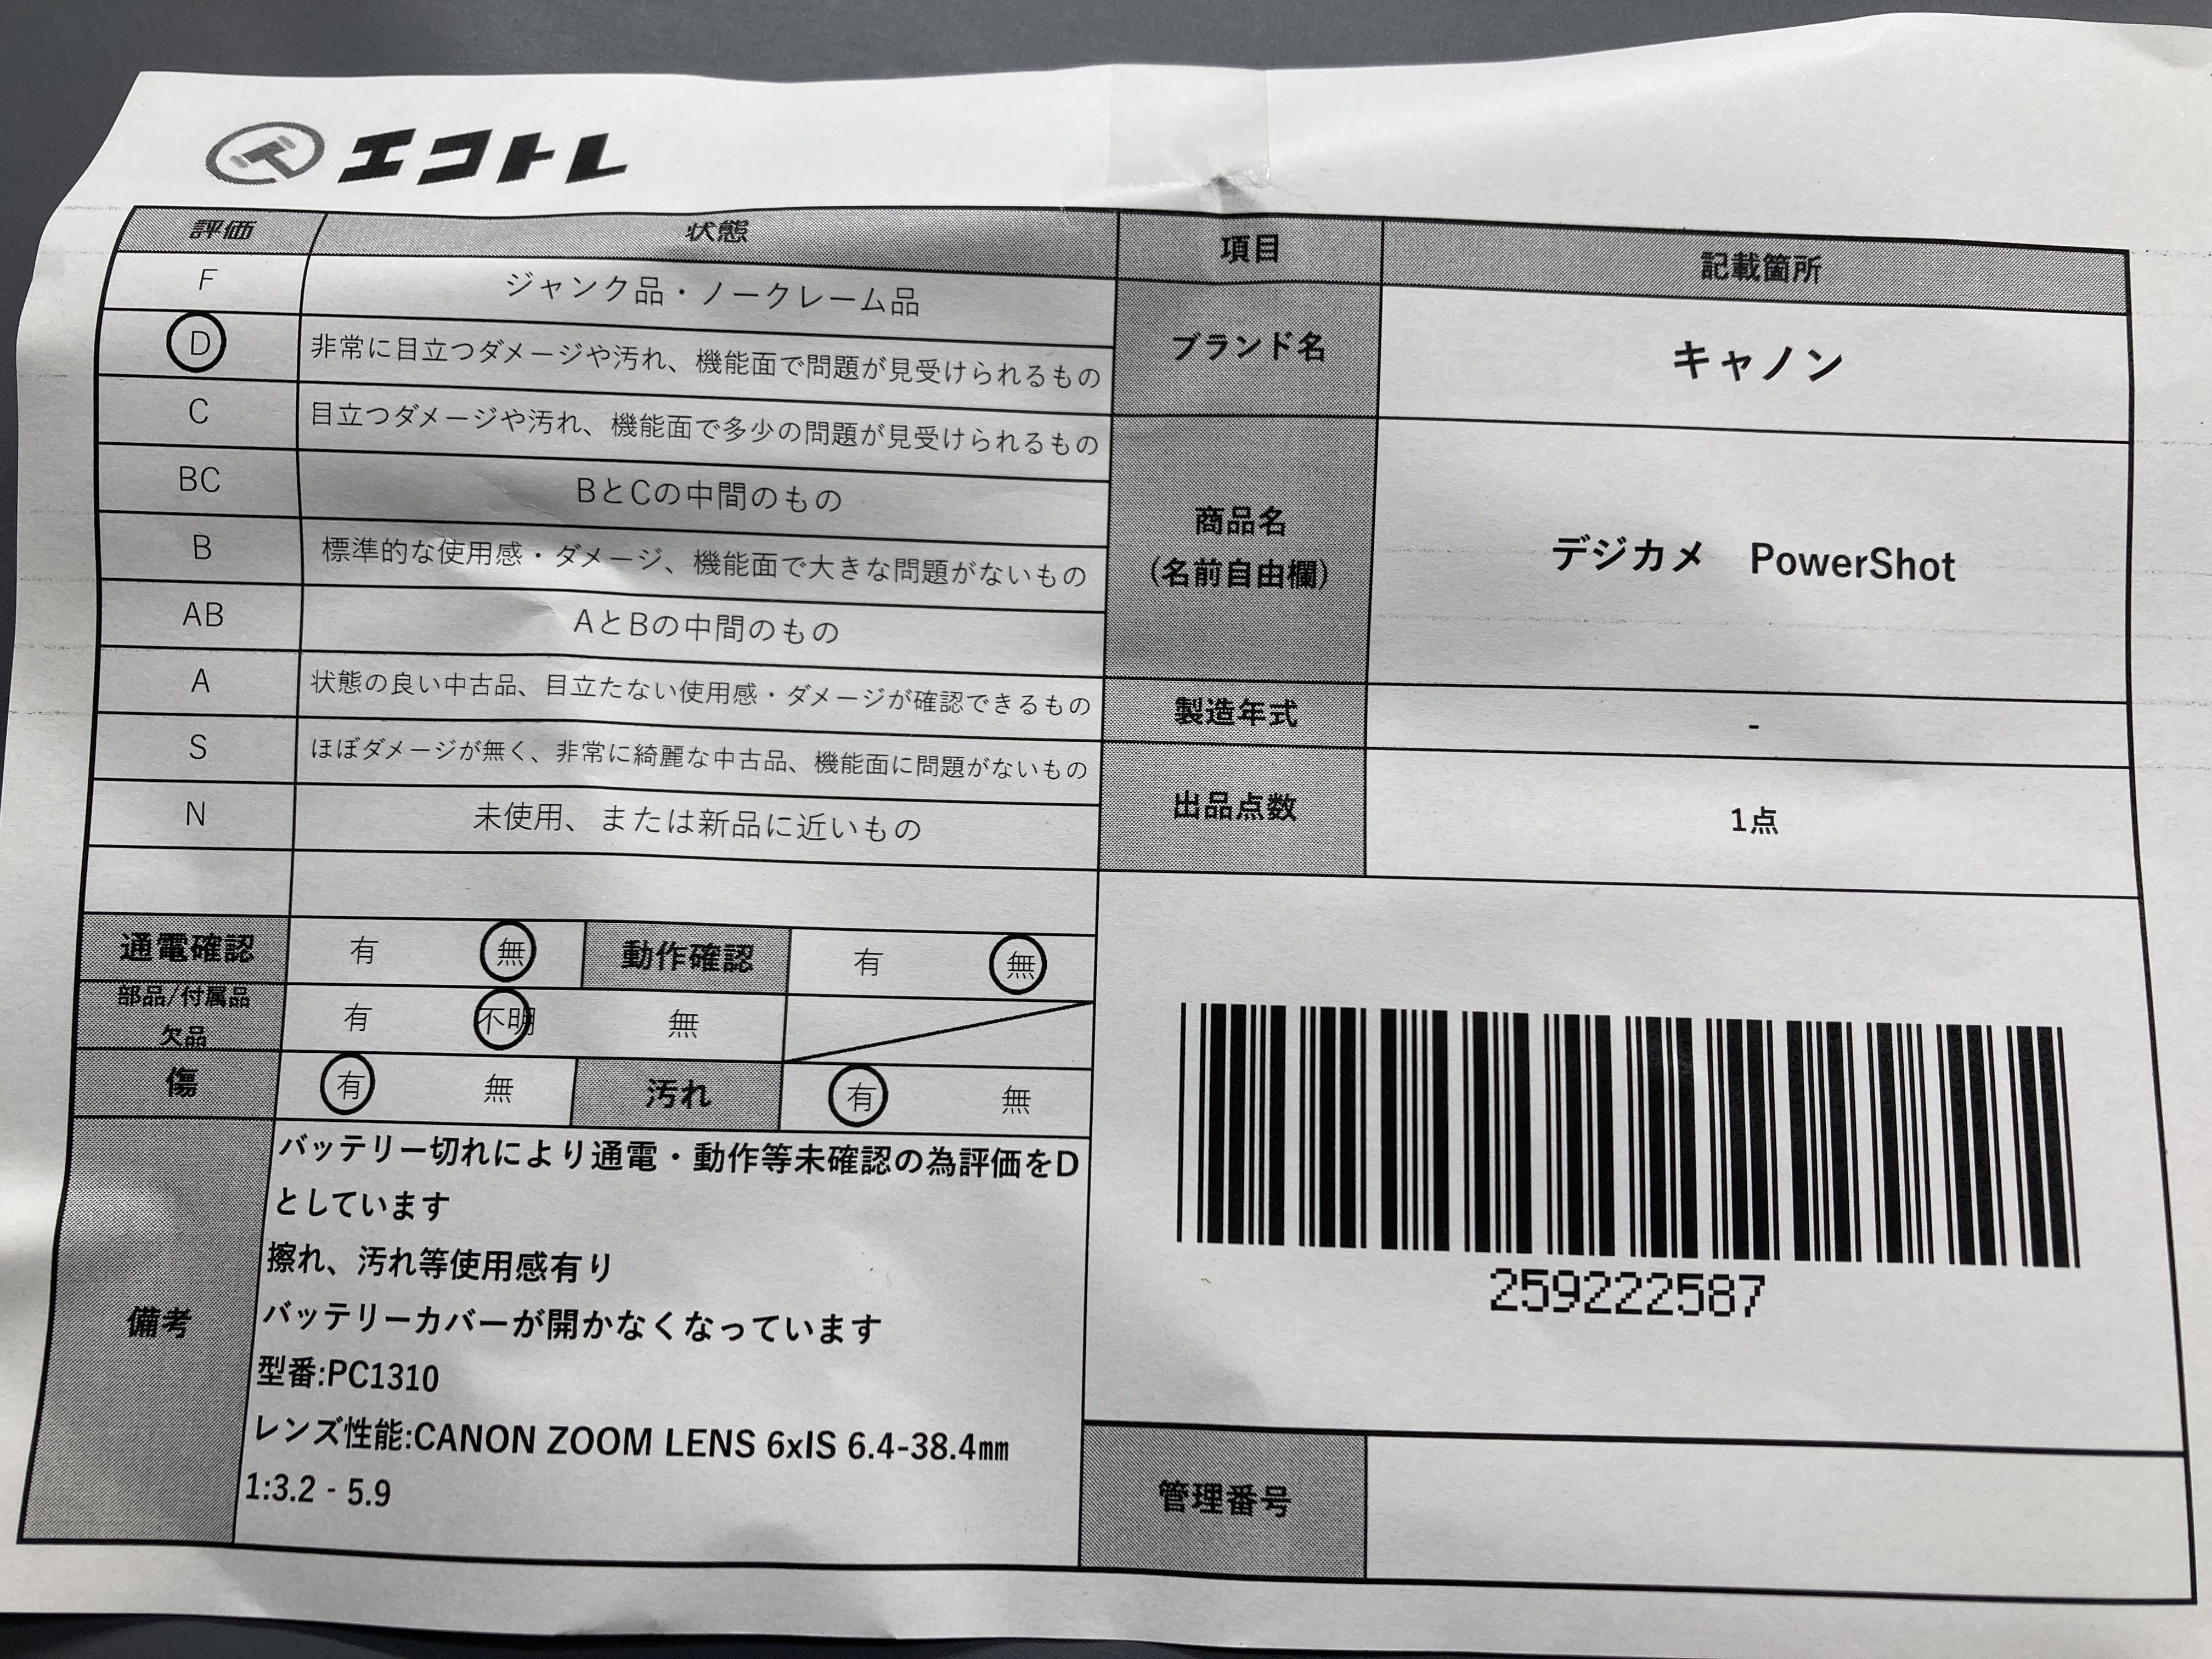 エコトレ
評価 状態
F ジャンク品・ノークレーム品
D 非常に目立つダメージや汚れ、機能面で問題が見受けられるもの
C 目立つダメージや汚れ、機能面で多少の問題が見受けられるもの
BC BとCの中間のもの
B 標準的な使用感・ダメージ、機能面で大きな問題がないもの
AB AとBの中間のもの
A 状態の良い中古品、目立たない使用感・ダメージが確認できるもの
S ほぼダメージが無く、非常に綺麗な中古品、機能面に問題がないもの
N 未使用、または新品に近いもの
通電確認 有 無 動作確認 有 無
部品/付属品
欠品 有 不明 無
傷 有 無 汚れ 有 無
備考
バッテリー切れにより通電・動作等未確認の為評価をD
としています
擦れ、汚れ等使用感有り
バッテリーカバーが開かなくなっています
型番:PC1310
レンズ性能:CANON ZOOM LENS 6xIS 6.4-38.4㎜
1:3.2 - 5.9
項目 記載箇所
ブランド名 キャノン
商品名
(名前自由欄) デジカメ　PowerShot
製造年式 -
出品点数 1点
259222587
管理番号